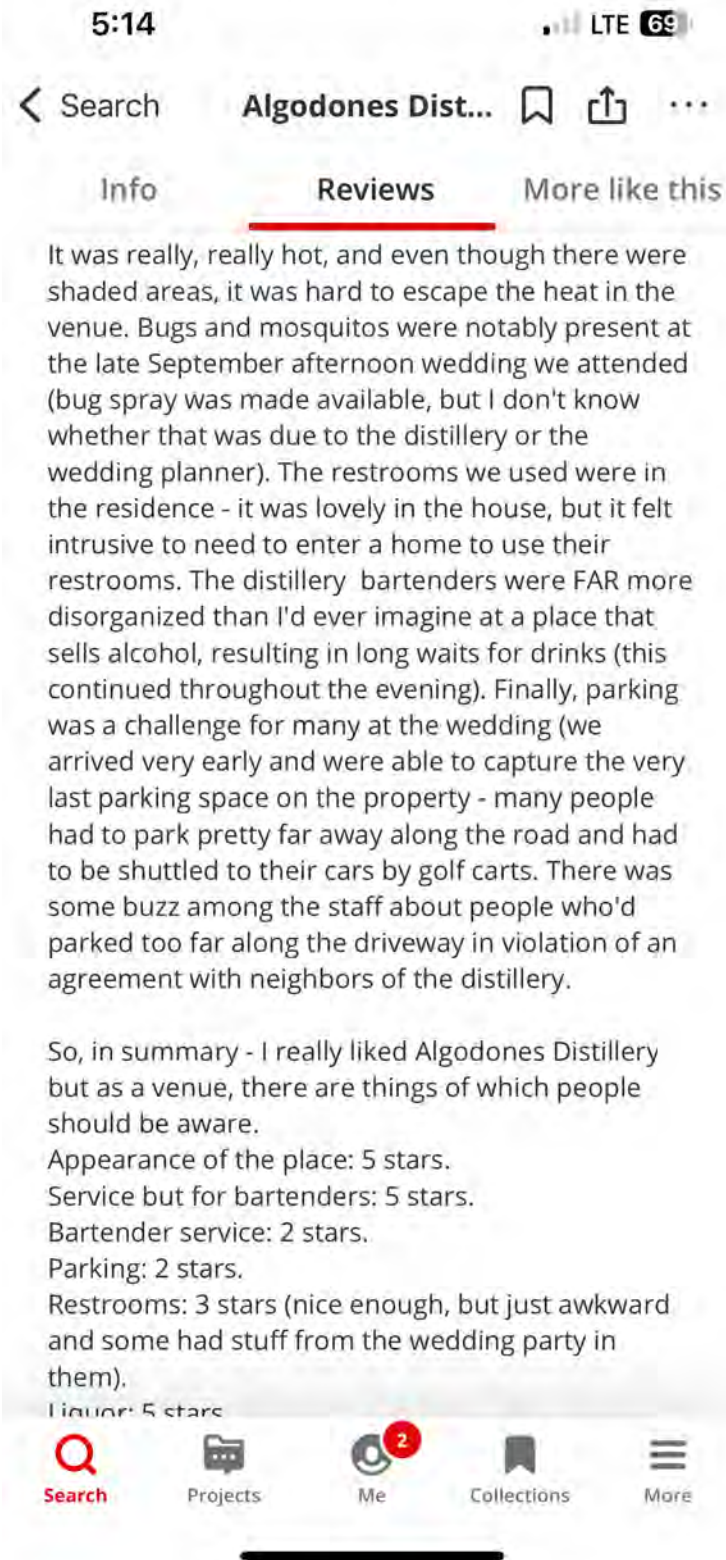 5:14
LTE 69
Search
Algodones Dist...
Info
Reviews
More like this
It was really, really hot, and even though there were
shaded areas, it was hard to escape the heat in the
venue. Bugs and mosquitos were notably present at
the late September afternoon wedding we attended
(bug spray was made available, but I don't know
whether that was due to the distillery or the
wedding planner). The restrooms we used were in
the residence - it was lovely in the house, but it felt
intrusive to need to enter a home to use their
restrooms. The distillery  bartenders were FAR more
disorganized than I'd ever imagine at a place that
sells alcohol, resulting in long waits for drinks (this
continued throughout the evening). Finally, parking
was a challenge for many at the wedding (we
arrived very early and were able to capture the very
last parking space on the property - many people
had to park pretty far away along the road and had
to be shuttled to their cars by golf carts. There was
some buzz among the staff about people who'd
parked too far along the driveway in violation of an
agreement with neighbors of the distillery.
So, in summary - I really liked Algodones Distillery
but as a venue, there are things of which people
should be aware.
Appearance of the place: 5 stars.
Service but for bartenders: 5 stars.
Bartender service: 2 stars.
Parking: 2 stars.
Restrooms: 3 stars (nice enough, but just awkward
and some had stuff from the wedding party in
them).
Liquor: 5 stars
2
Search
Projects
Me
Collections
More